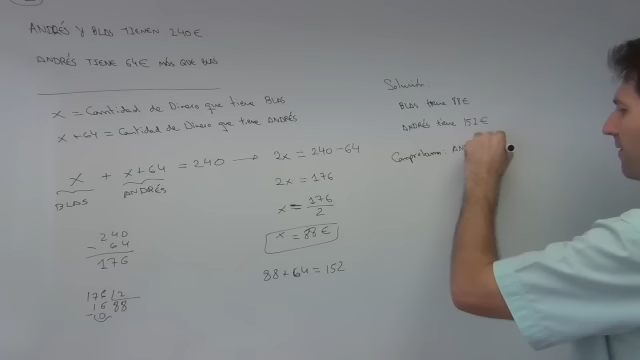 ANDRÉS Y BLAS TIENEN 240€
ANDRÉS TIENE 64€ MÁS QUE BLAS
x = Cantidad de Dinero que tiene BLAS
x+64 = Cantidad de Dinero que tiene ANDRÉS
x + x+64 = 240 → 2x = 240-64
BLAS ANDRÉS
2x = 176
x = 176/2
x = 88€
88+64=152
240
- 64
176
176 |2
16 88
-0
Solución:
BLAS tiene 88€
ANDRÉS tiene 152€